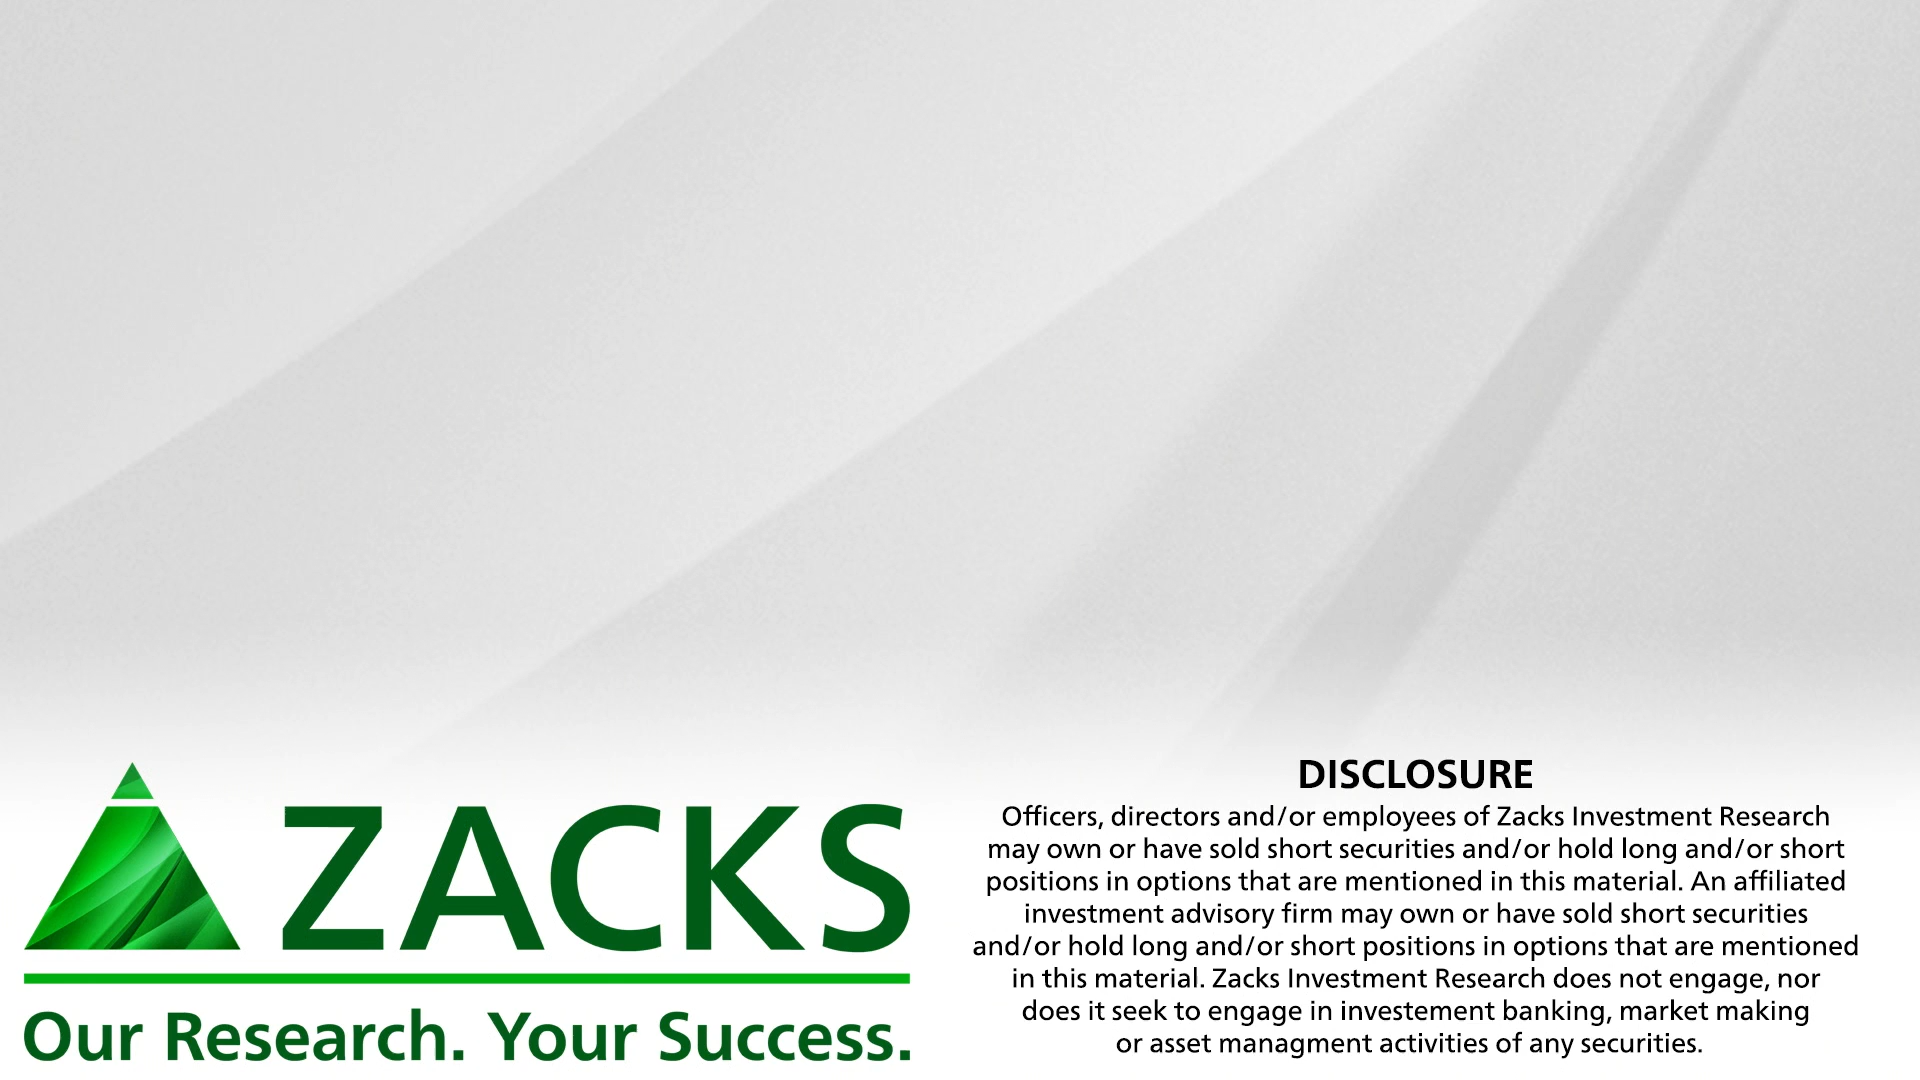 ZACKS
Our Research. Your Success.
DISCLOSURE
Officers, directors and/or employees of Zacks Investment Research
may own or have sold short securities and/or hold long and/or short
positions in options that are mentioned in this material. An affiliated
investment advisory firm may own or have sold short securities
and/or hold long and/or short positions in options that are mentioned
in this material. Zacks Investment Research does not engage, nor
does it seek to engage in investement banking, market making
or asset managment activities of any securities.